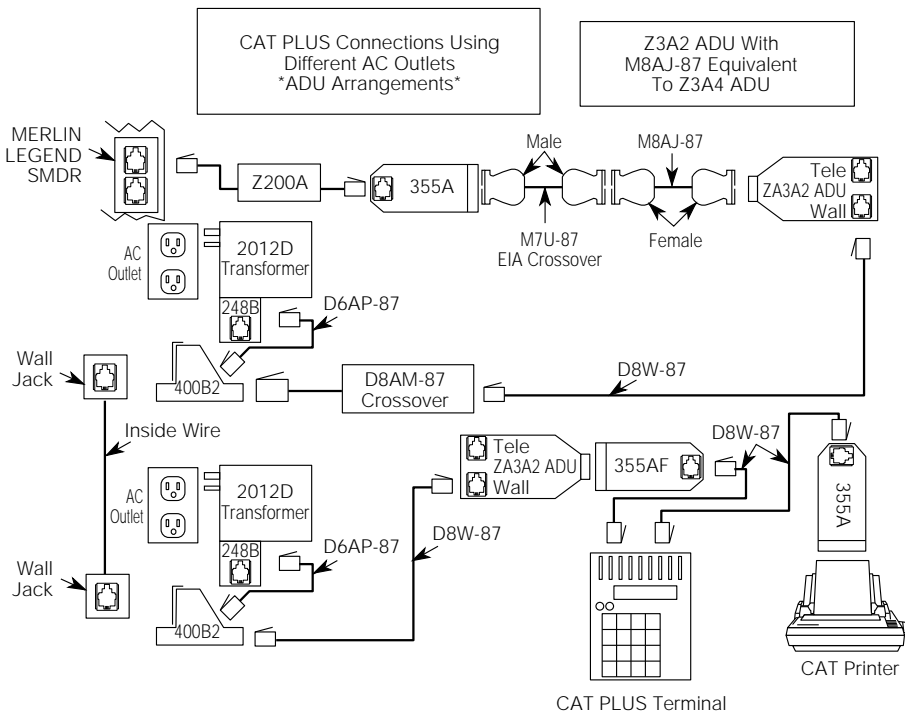 CAT PLUS Connections Using
Different AC Outlets
*ADU Arrangements*
Z3A2 ADU With
M8AJ-87 Equivalent
To Z3A4 ADU
MERLIN
LEGEND
SMDR
Z200A
355A
Male
M7U-87
EIA Crossover
M8AJ-87
Female
Tele
ZA3A2 ADU
Wall
AC
Outlet
2012D
Transformer
248B
D6AP-87
400B2
D8AM-87
Crossover
D8W-87
Wall
Jack
Inside Wire
Wall
Jack
AC
Outlet
2012D
Transformer
248B
D6AP-87
400B2
D8W-87
Tele
ZA3A2 ADU
Wall
355AF
D8W-87
355A
CAT Printer
CAT PLUS Terminal